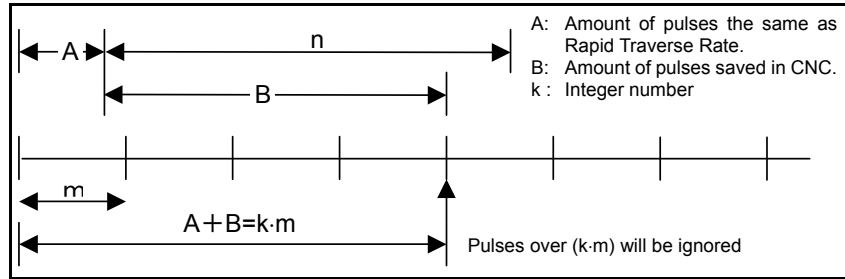 A
n
B
m
A+B=k·m
A: Amount of pulses the same as
Rapid Traverse Rate.
B: Amount of pulses saved in CNC.
k : Integer number
Pulses over (k·m) will be ignored